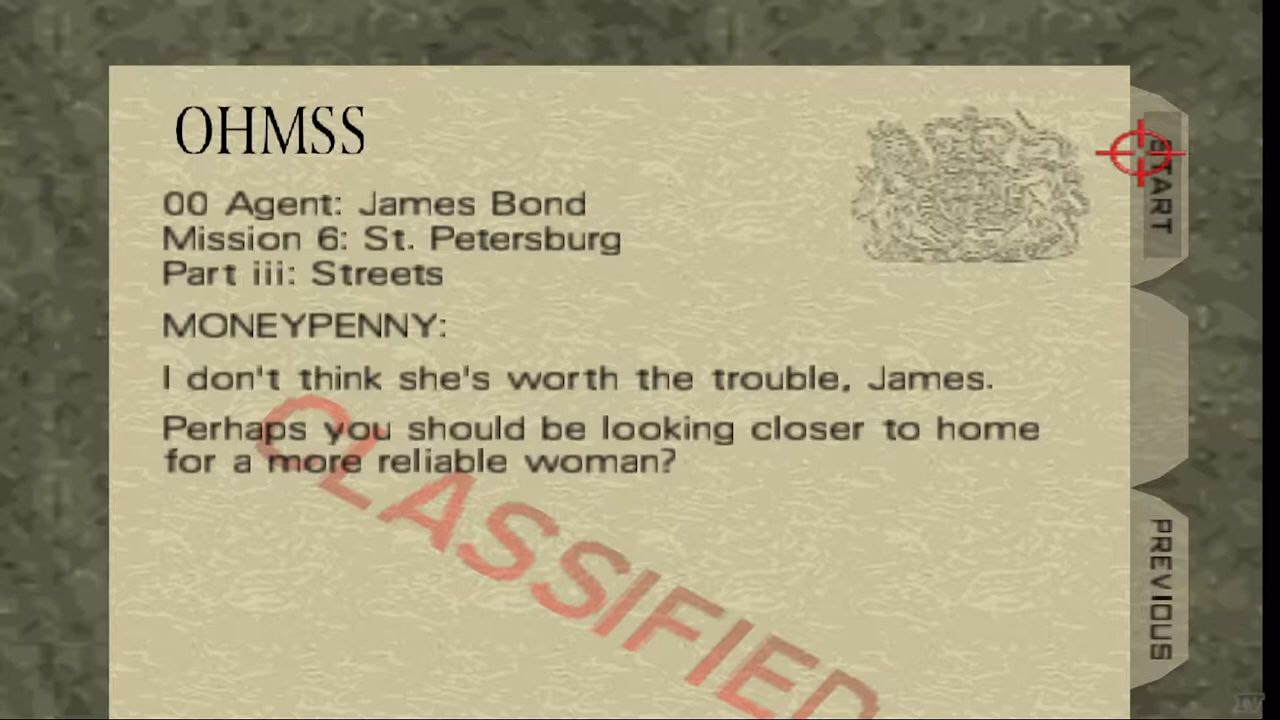 OHMSS
00 Agent: James Bond
Mission 6: St. Petersburg
Part iii: Streets
MONEYPENNY:
I don't think she's worth the trouble, James.
Perhaps you should be looking closer to home
for a more reliable woman?
CLASSIFIED
START
PREVIOUS